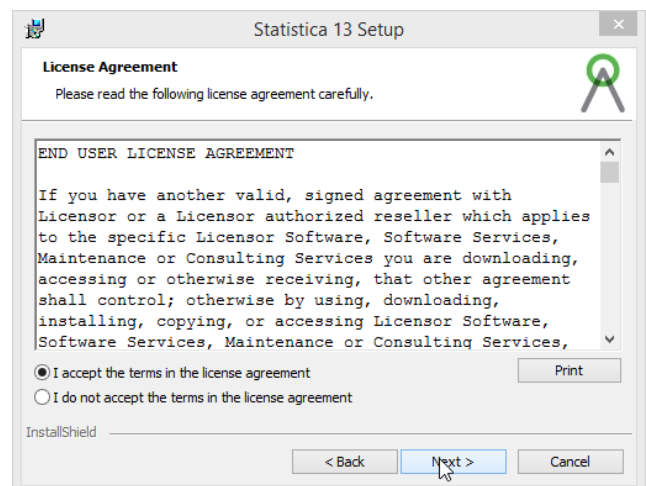 Statistica 13 Setup
License Agreement
Please read the following license agreement carefully.
END USER LICENSE AGREEMENT
If you have another valid, signed agreement with
Licensor or a Licensor authorized reseller which applies
to the specific Licensor Software, Software Services,
Maintenance or Consulting Services you are downloading,
accessing or otherwise receiving, that other agreement
shall control; otherwise by using, downloading,
installing, copying, or accessing Licensor Software,
Software Services, Maintenance or Consulting Services,
I accept the terms in the license agreement
Print
I do not accept the terms in the license agreement
InstallShield
< Back
Next >
Cancel